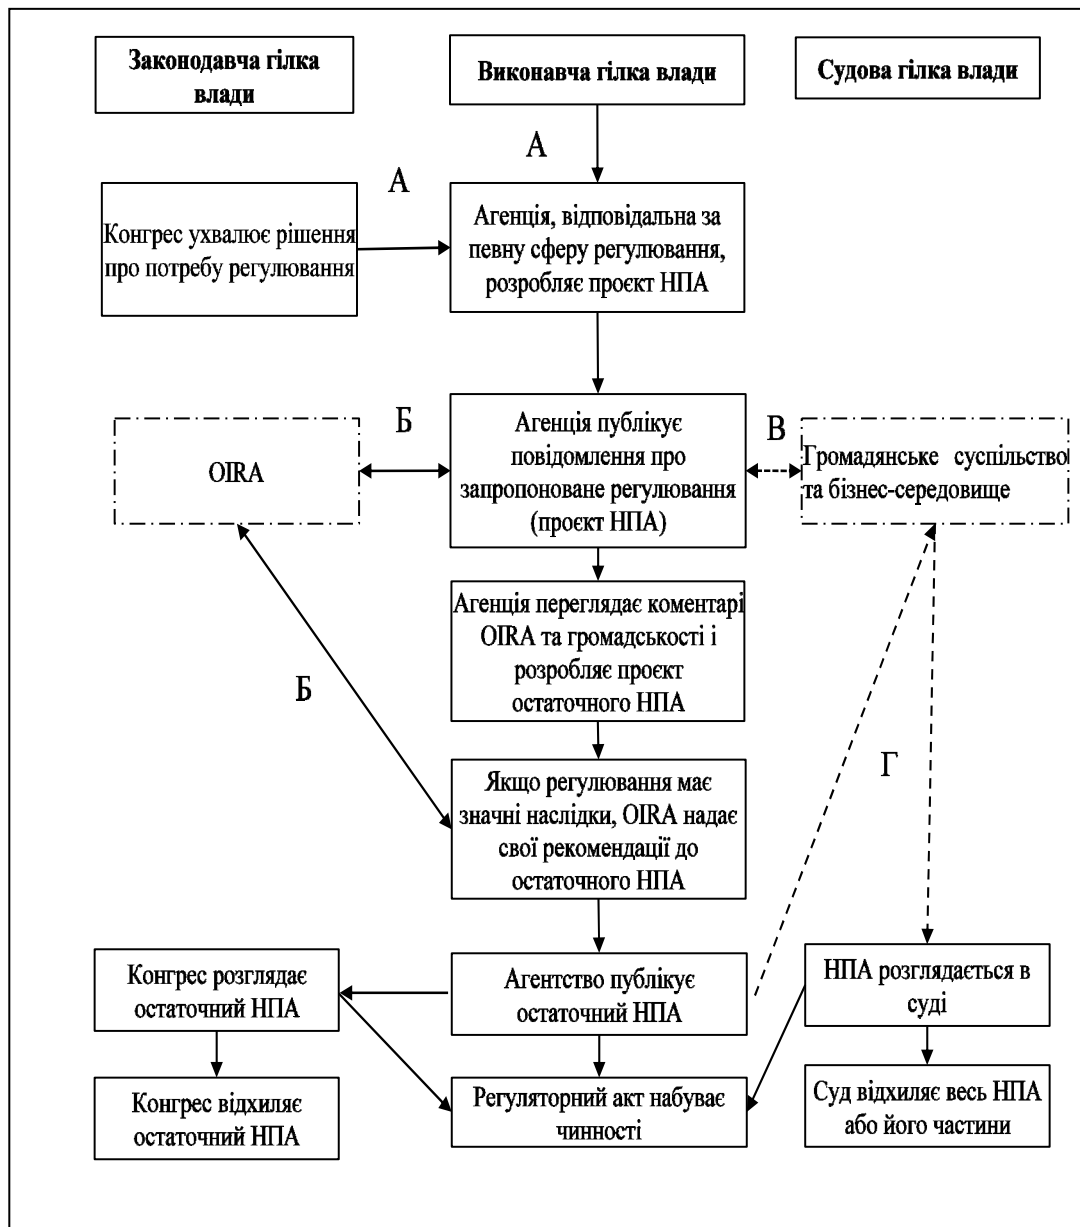 Законодавча гілка
влади
Виконавча гілка влади
Судова гілка влади
А
А
Конгрес ухвалює рішення
про потребу регулювання
Агенція, відповідальна за
певну сферу регулювання,
розробляє проєкт НПА
Б
OIRA
Агенція публікує
повідомлення про
запропоноване регулювання
(проєкт НПА)
В
Громадянське суспільство
та бізнес-середовище
Агенція переглядає коментарі
OIRA та громадськості і
розробляє проєкт
остаточного НПА
Б
Г
Якщо регулювання має
значні наслідки, OIRA надає
свої рекомендації до
остаточного НПА
Конгрес розглядає
остаточний НПА
Агентство публікує
остаточний НПА
НПА розглядається в
суді
Конгрес відхиляє
остаточний НПА
Регуляторний акт набуває
чинності
Суд відхиляє весь НПА
або його частини